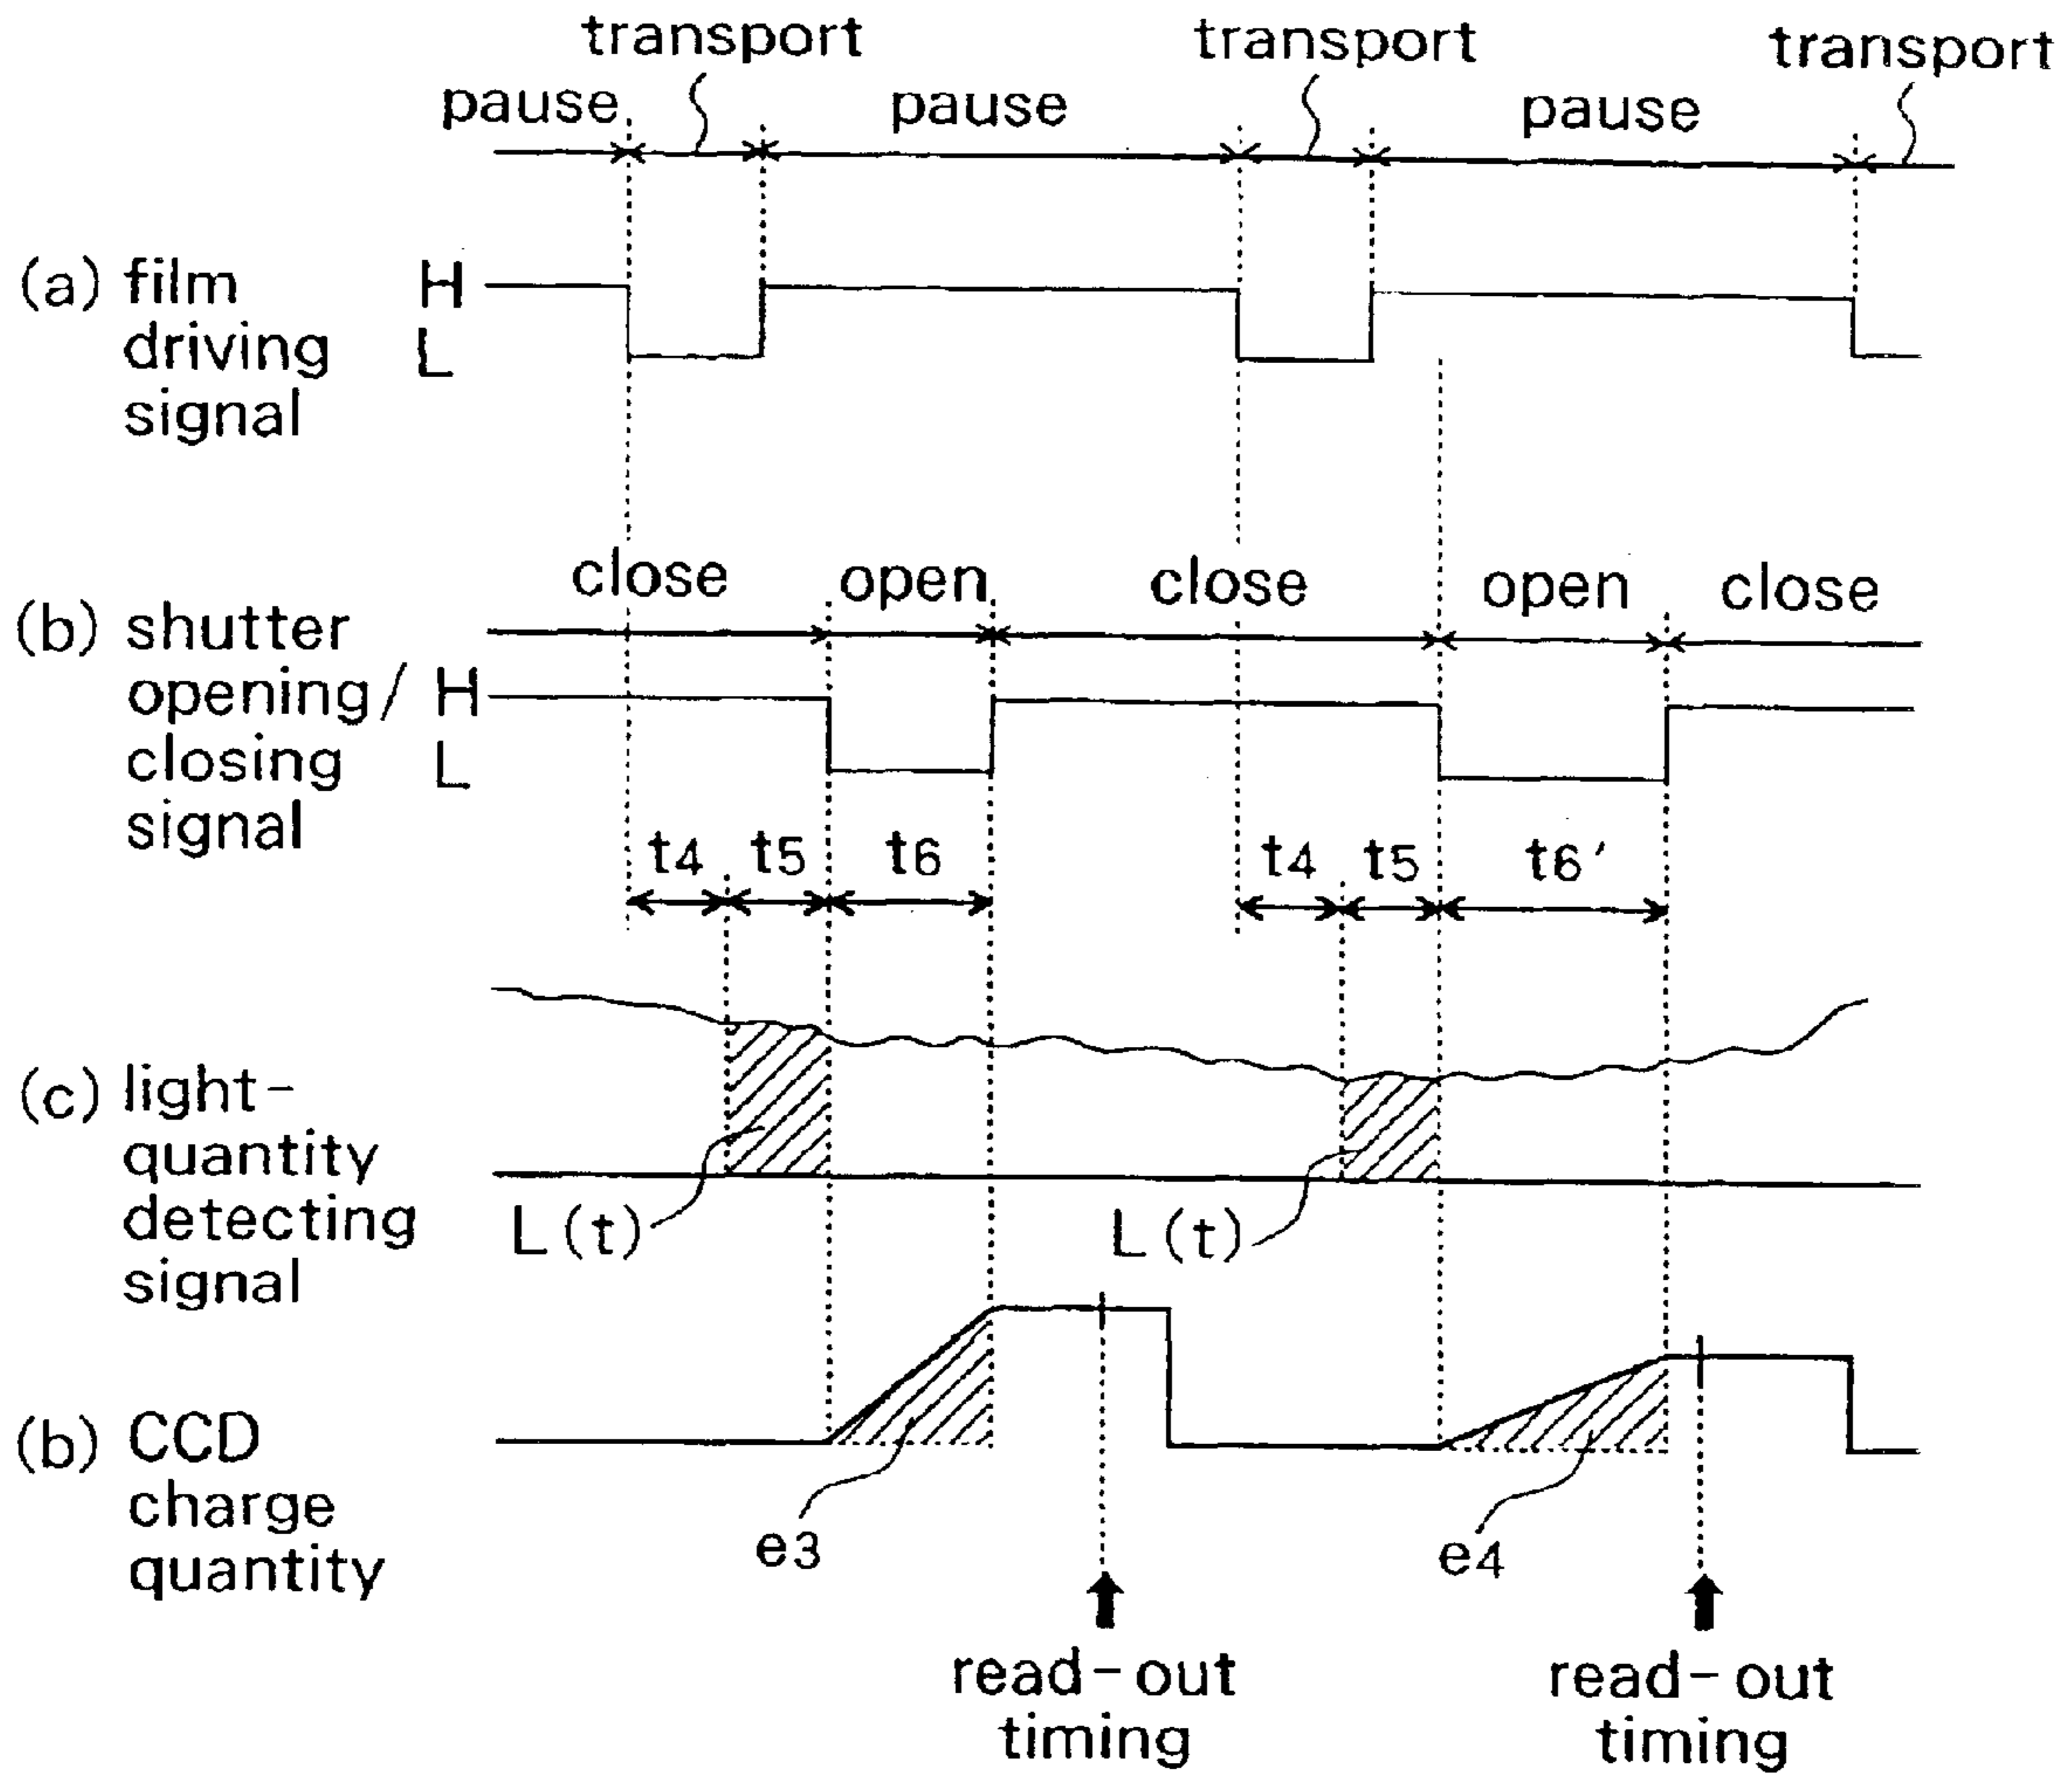 transport transport transport
pause pause pause
(a) film H
driving L
signal
close open close open close
(b) shutter
opening/ H
closing L
signal
t4 t5 t6 t4 t5 t6'
(c) light-
quantity
detecting
signal
L(t) L(t)
(b) CCD
charge
quantity
e3 e4
read-out read-out
timing timing